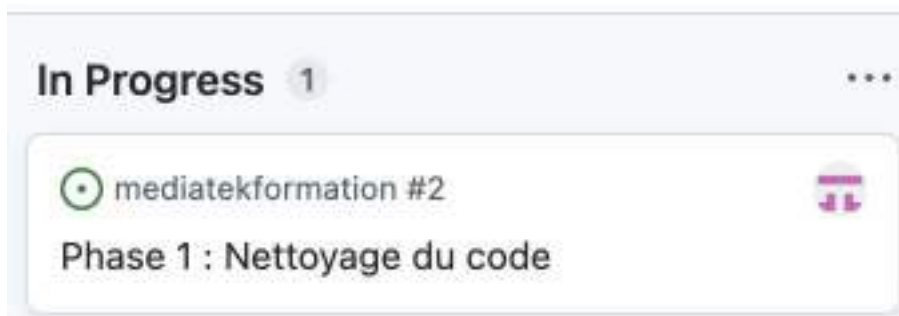 In Progress 1
mediatekformation #2
Phase 1 : Nettoyage du code